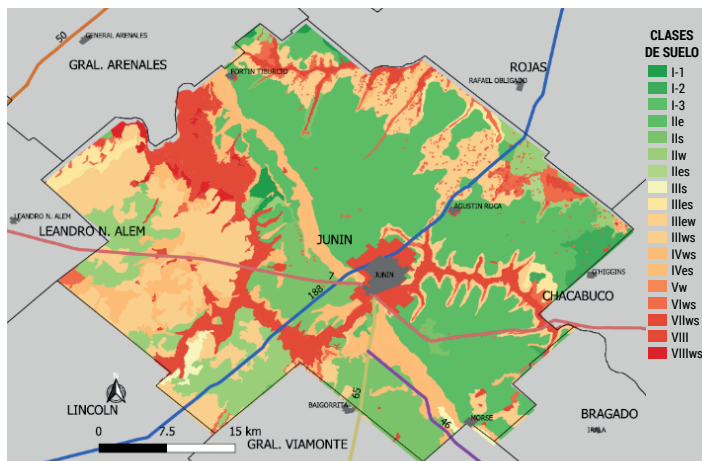 50
GENERAL ARENALES
GRAL. ARENALES
FORTIN TIBURCIO
ROJAS
RAFAEL OBLIGADO
LEANDRO N. ALEM
LEANDRO N. ALEM
AGUSTIN ROCA
JUNIN
7
JUNIN
188
O'HIGGINS
CHACABUCO
N
LINCOLN
BAIGORRITA
65
46
MORSE
BRAGADO
0 7.5 15 km
GRAL. VIAMONTE
CLASES
DE SUELO
I-1
I-2
I-3
IIe
IIs
IIw
IIes
IIIs
IIIes
IIIew
IIIws
IVws
IVes
Vw
VIws
VIIws
VIII
VIIIws